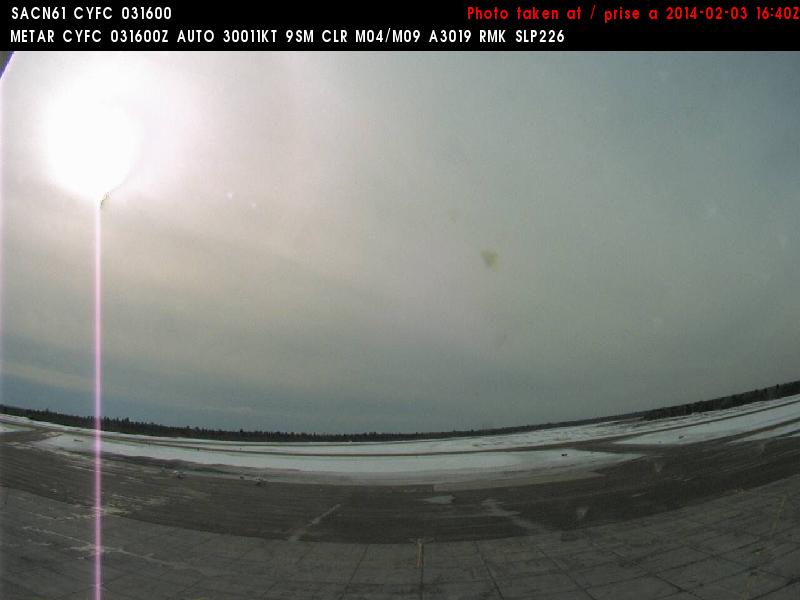 SACN61 CYFC 031600
Photo taken at / prise a 2014-02-03 16:40Z
METAR CYFC 031600Z AUTO 30011KT 9SM CLR M04/M09 A3019 RMK SLP226